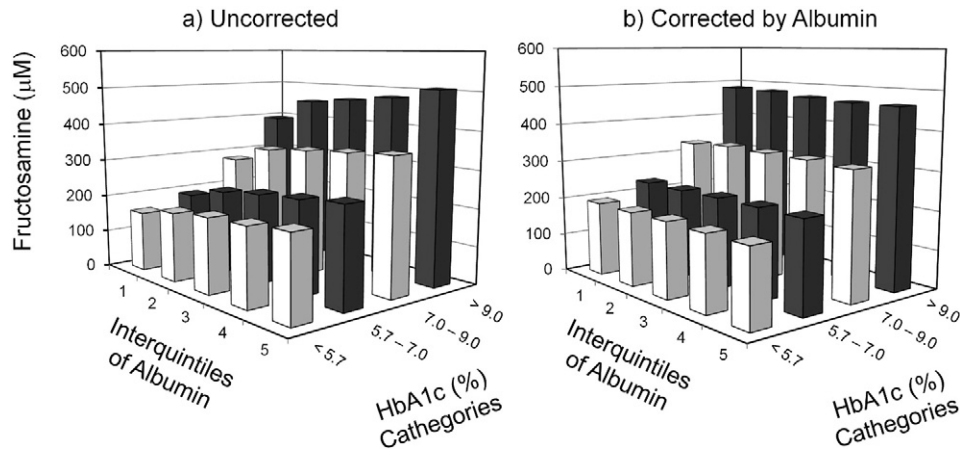 a) Uncorrected
Fructosamine (μM)
600
500
400
300
200
100
0
1
2
3
4
5
Interquintiles
of Albumin
< 5.7
5.7 – 7.0
7.0 – 9.0
> 9.0
HbA1c (%)
Cathegories
b) Corrected by Albumin
600
500
400
300
200
100
0
1
2
3
4
5
Interquintiles
of Albumin
< 5.7
5.7 – 7.0
7.0 – 9.0
> 9.0
HbA1c (%)
Cathegories